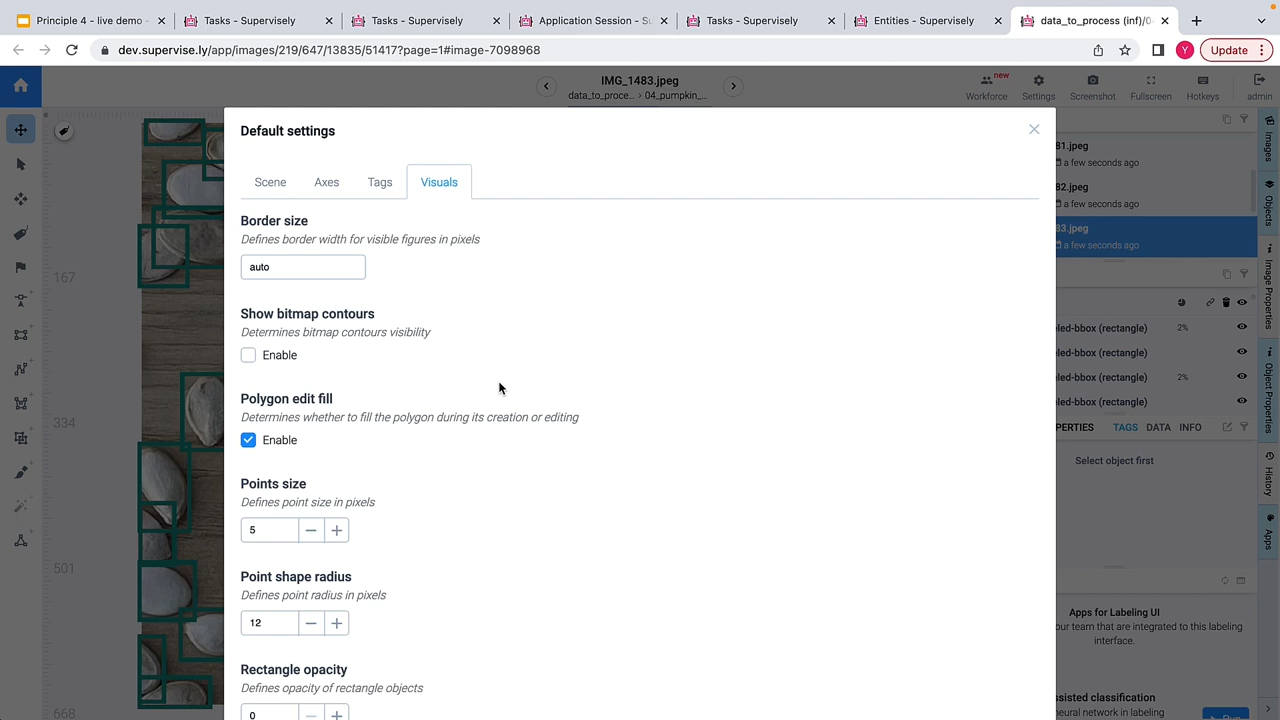 Principle 4 - live demo -
Tasks - Supervisely
Tasks - Supervisely
Application Session - Su
Tasks - Supervisely
Entities - Supervisely
data_to_process (inf)/0
dev.supervise.ly/app/images/219/647/13835/51417?page=1#image-7098968
Y
Update
IMG_1483.jpeg
data_to_proce... › 04_pumpkin_...
new
Workforce
Settings
Screenshot
Fullscreen
Hotkeys
admin
Default settings
Scene
Axes
Tags
Visuals
Border size
Defines border width for visible figures in pixels
auto
Show bitmap contours
Determines bitmap contours visibility
Enable
Polygon edit fill
Determines whether to fill the polygon during its creation or editing
Enable
Points size
Defines point size in pixels
5
Point shape radius
Defines point radius in pixels
12
Rectangle opacity
Defines opacity of rectangle objects
0
167
334
501
668
81.jpeg
a few seconds ago
82.jpeg
a few seconds ago
83.jpeg
a few seconds ago
eled-bbox (rectangle) 2%
eled-bbox (rectangle)
eled-bbox (rectangle) 2%
eled-bbox (rectangle)
PERTIES
TAGS
DATA
INFO
Select object first
Apps for Labeling UI
our team that are integrated to this labeling
interface.
ssisted classification
neural network in labeling
Run
Images
Objects
Image Properties
Object Properties
History
Apps